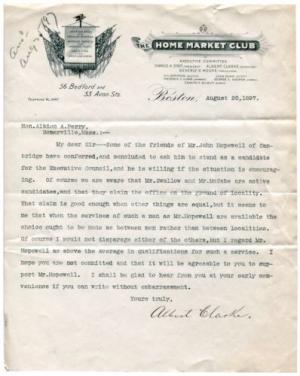 THE HOME MARKET CLUB
EXECUTIVE COMMITTEE
56 Bedford and
53 Avon Sts.
Boston, August 26, 1897.
Hon. Albion A. Perry,
Somerville, Mass.:--
My dear Sir---Some of the friends of Mr. John Hopewell of Cam-
bridge have conferred, and concluded to ask him to stand as a candidate
for the Executive Council, and he is willing if the situation is encourag-
ing. Of course we are aware that Mr. Swallow and Mr. McCabe are active
candidates, and that they claim the office on the ground of locality.
That claim is good enough when other things are equal, but it seems to
me that when the services of such a man as Mr. Hopewell are available the
choice ought to be made as between men rather than between localities.
Of course I would not disparage either of the others, but I regard Mr.
Hopewell as above the average in qualifications for such a service. I
hope you are not committed and that it will be agreeable to you to sup-
port Mr. Hopewell. I shall be glad to hear from you at your early con-
venience if you can write without embarrassment.
Yours truly,
Albert Clarke.